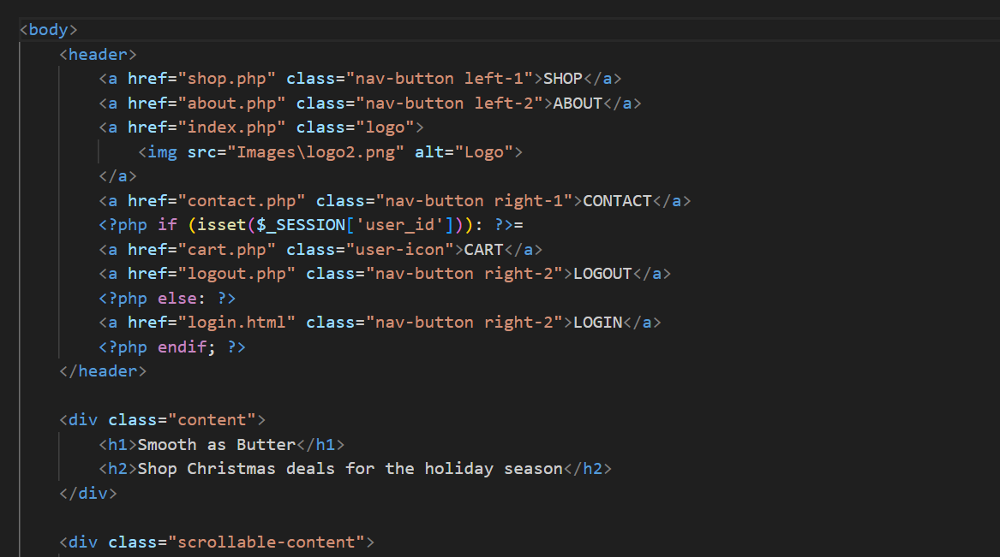 <body>
    <header>
        <a href="shop.php" class="nav-button left-1">SHOP</a>
        <a href="about.php" class="nav-button left-2">ABOUT</a>
        <a href="index.php" class="logo">
            <img src="Images\logo2.png" alt="Logo">
        </a>
        <a href="contact.php" class="nav-button right-1">CONTACT</a>
        <?php if (isset($_SESSION['user_id'])): ?>=
        <a href="cart.php" class="user-icon">CART</a>
        <a href="logout.php" class="nav-button right-2">LOGOUT</a>
        <?php else: ?>
        <a href="login.html" class="nav-button right-2">LOGIN</a>
        <?php endif; ?>
    </header>

    <div class="content">
        <h1>Smooth as Butter</h1>
        <h2>Shop Christmas deals for the holiday season</h2>
    </div>

    <div class="scrollable-content">